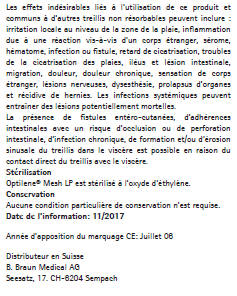 Les effets indésirables liés à l'utilisation de ce produit et
communs à d'autres treillis non résorbables peuvent inclure :
irritation locale au niveau de la zone de la plaie, inflammation
due à une réaction vis-à-vis d'un corps étranger, sérome,
hématome, infection ou fistule, retard de cicatrisation, troubles
de la cicatrisation des plaies, iléus et lésion intestinale,
migration, douleur, douleur chronique, sensation de corps
étranger, lésions nerveuses, dysesthésie, prolapsus d'organes
et récidive de hernies. Les infections systémiques peuvent
entraîner des lésions potentiellement mortelles.
La présence de fistules entéro-cutanées, d'adhérences
intestinales avec un risque d'occlusion ou de perforation
intestinale, d'infection chronique, de formation et/ou d'érosion
sinusale du treillis dans le viscère est possible en raison du
contact direct du treillis avec le viscère.
Stérilisation
Optilene® Mesh LP est stérilisé à l'oxyde d'éthylène.
Conservation
Aucune condition particulière de conservation n'est requise.
Date de l'information: 11/2017
Année d'apposition du marquage CE: Juillet 06
Distributeur en Suisse
B. Braun Medical AG
Seesatz, 17. CH-6204 Sempach